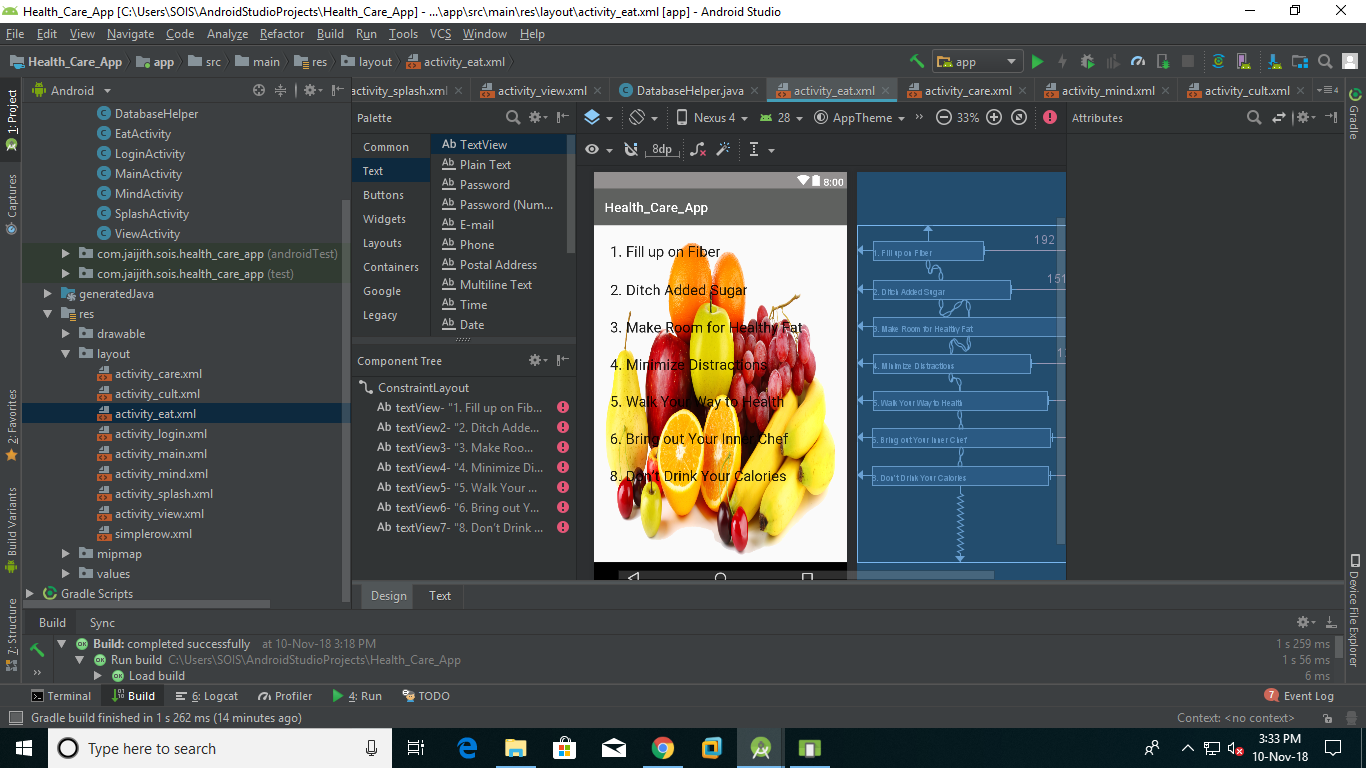 Health_Care_App [C:\Users\SOIS\AndroidStudioProjects\Health_Care_App] - ...\app\src\main\res\layout\activity_eat.xml [app] - Android Studio
File Edit View Navigate Code Analyze Refactor Build Run Tools VCS Window Help
Health_Care_App app src main res layout activity_eat.xml
app
1: Project
Captures
2: Favorites
Build Variants
7: Structure
Android
DatabaseHelper
EatActivity
LoginActivity
MainActivity
MindActivity
SplashActivity
ViewActivity
com.jaijith.sois.health_care_app (androidTest)
com.jaijith.sois.health_care_app (test)
generatedJava
res
drawable
layout
activity_care.xml
activity_cult.xml
activity_eat.xml
activity_login.xml
activity_main.xml
activity_mind.xml
activity_splash.xml
activity_view.xml
simplerow.xml
mipmap
values
Gradle Scripts
activity_splash.xml activity_view.xml DatabaseHelper.java activity_eat.xml activity_care.xml activity_mind.xml activity_cult.xml
4
Palette
Common
Text
Buttons
Widgets
Layouts
Containers
Google
Legacy
Ab TextView
Ab Plain Text
Ab Password
Ab Password (Num...
Ab E-mail
Ab Phone
Ab Postal Address
Ab Multiline Text
Ab Time
Ab Date
Component Tree
ConstraintLayout
Ab textView- "1. Fill up on Fib...
Ab textView2- "2. Ditch Adde...
Ab textView3- "3. Make Roo...
Ab textView4- "4. Minimize Di...
Ab textView5- "5. Walk Your ...
Ab textView6- "6. Bring out Y...
Ab textView7- "8. Don't Drink ...
Nexus 4 28 AppTheme 33%
8dp
Attributes
8:00
Health_Care_App
1. Fill up on Fiber
2. Ditch Added Sugar
3. Make Room for Healthy Fat
4. Minimize Distractions
5. Walk Your Way to Health
6. Bring out Your Inner Chef
8. Don't Drink Your Calories
192
1. Fill up on Fiber
151
2. Ditch Added Sugar
3. Make Room for Healthy Fat
4. Minimize Distractions
5. Walk Your Way to Health
6. Bring out Your Inner Chef
8. Don't Drink Your Calories
Gradle
Device File Explorer
Design Text
Build Sync
Build: completed successfully at 10-Nov-18 3:18 PM 1 s 259 ms
Run build C:\Users\SOIS\AndroidStudioProjects\Health_Care_App 1 s 56 ms
Load build 6 ms
Terminal Build 6: Logcat Profiler 4: Run TODO 7 Event Log
Gradle build finished in 1 s 262 ms (14 minutes ago) Context: <no context>
Type here to search
3:33 PM
10-Nov-18